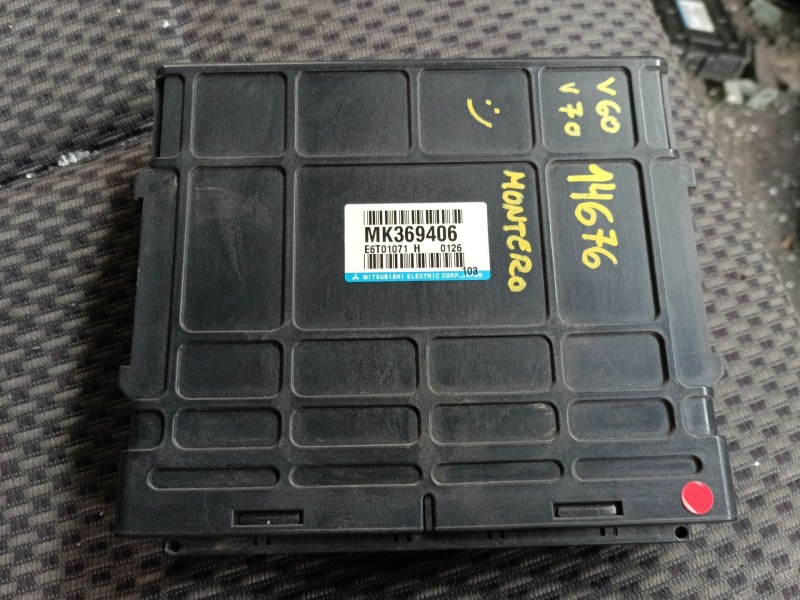 MK369406
E6T01071 H 0126
103
MITSUBISHI ELECTRIC CORP. JAPAN
MONTERO
:)
V60
V70
14676